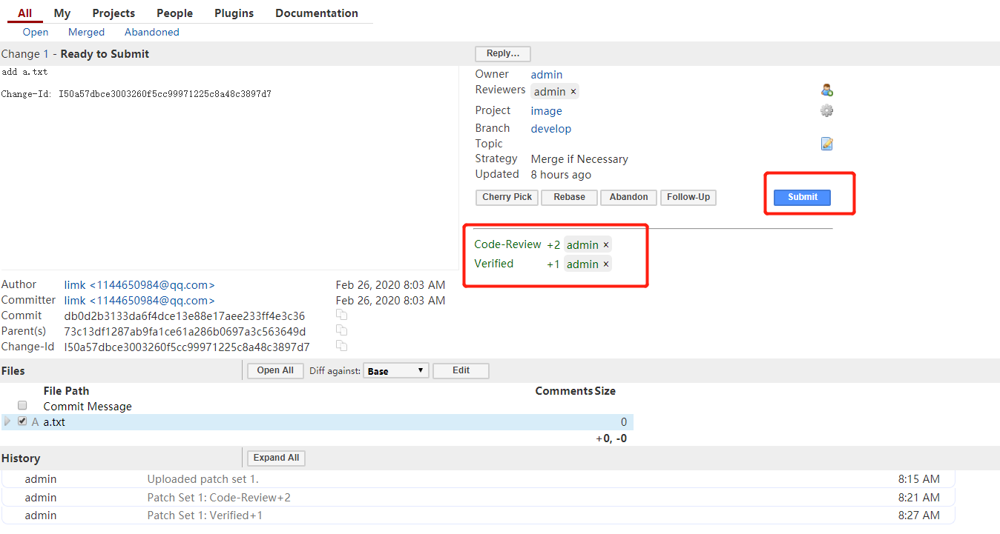 All My Projects People Plugins Documentation
Open Merged Abandoned
Change 1 - Ready to Submit
Reply…
add a.txt
Change-Id: I50a57dbce3003260f5cc99971225c8a48c3897d7
Owner admin
Reviewers admin ×
Project image
Branch develop
Topic
Strategy Merge if Necessary
Updated 8 hours ago
Cherry Pick Rebase Abandon Follow-Up Submit
Code-Review +2 admin ×
Verified +1 admin ×
Author limk <1144650984@qq.com> Feb 26, 2020 8:03 AM
Committer limk <1144650984@qq.com> Feb 26, 2020 8:03 AM
Commit db0d2b3133da6f4dce13e88e17aee233ff4e3c36
Parent(s) 73c13df1287ab9fa1ce61a286b0697a3c563649d
Change-Id I50a57dbce3003260f5cc99971225c8a48c3897d7
Files Open All Diff against: Base Edit
File Path Comments Size
Commit Message
A a.txt 0
+0, -0
History Expand All
admin Uploaded patch set 1. 8:15 AM
admin Patch Set 1: Code-Review+2 8:21 AM
admin Patch Set 1: Verified+1 8:27 AM